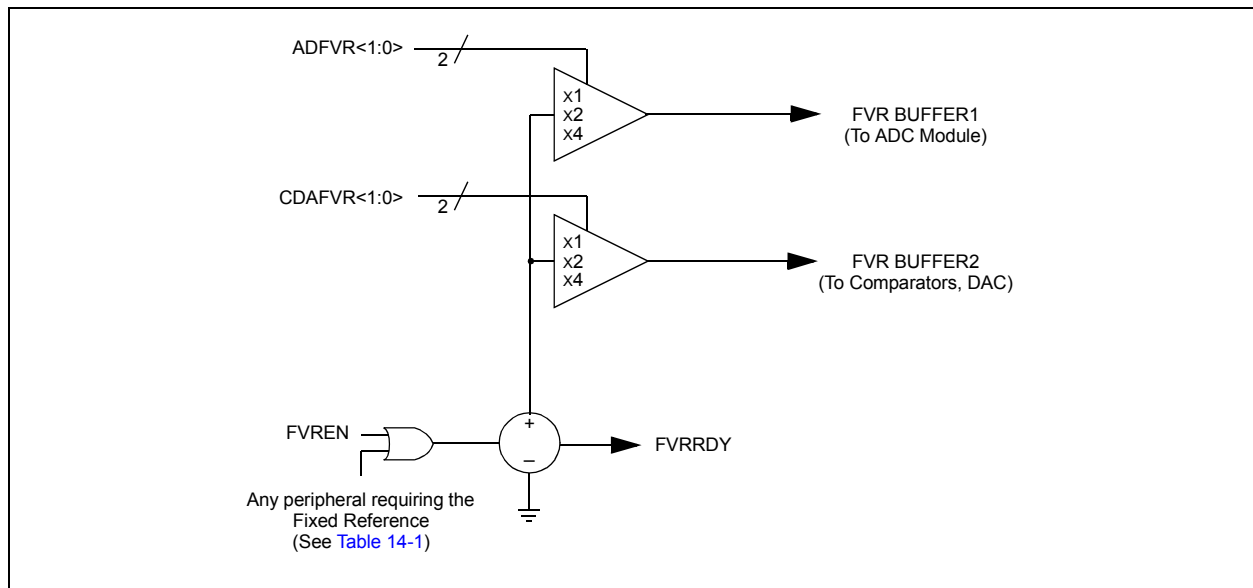 ADFVR<1:0>
2
X1
X2
X4
FVR BUFFER1
(To ADC Module)
CDAFVR<1:0>
2
X1
X2
X4
FVR BUFFER2
(To Comparators, DAC)
FVREN
+
–
FVRRDY
Any peripheral requiring the
Fixed Reference
(See Table 14-1)